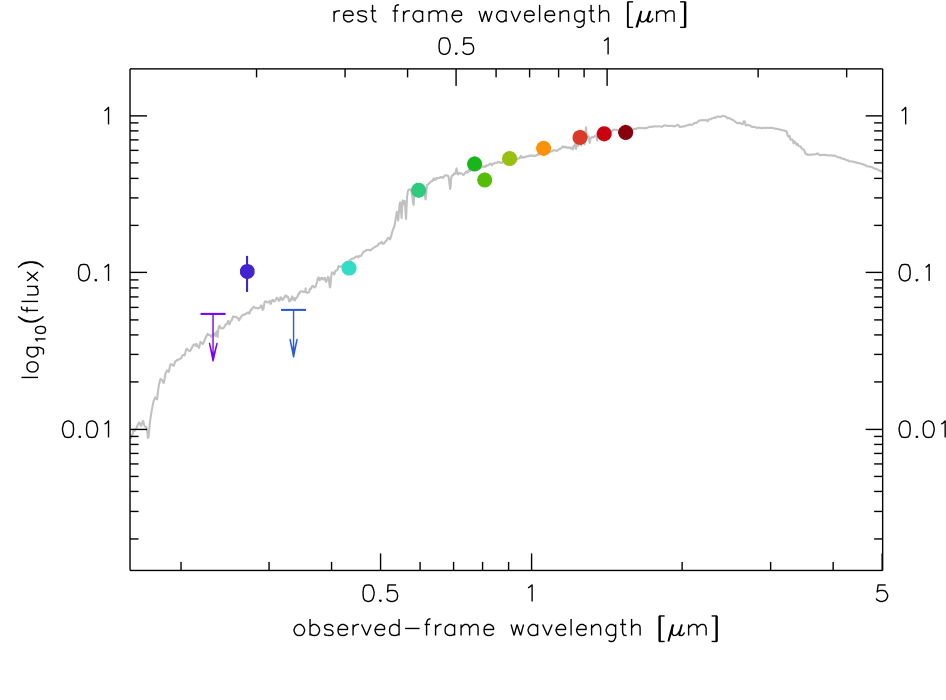 rest frame wavelength [μm]
0.5 1
1 1
0.1 0.1
0.01 0.01
log₁₀(flux)
0.5 1 5
observed-frame wavelength [μm]